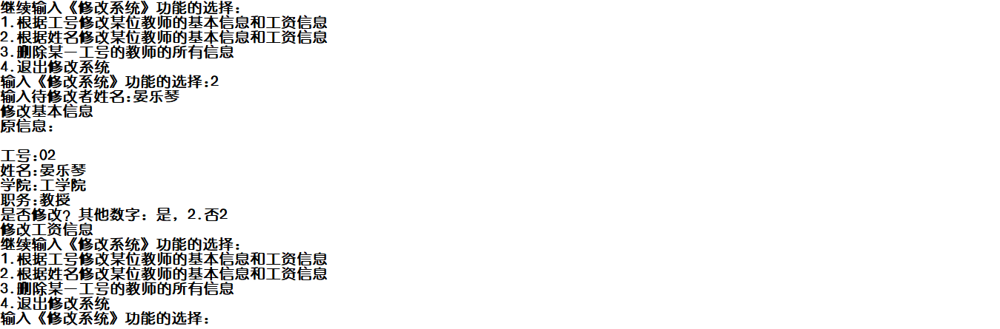 继续输入《修改系统》功能的选择：
1.根据工号修改某位教师的基本信息和工资信息
2.根据姓名修改某位教师的基本信息和工资信息
3.删除某一工号的教师的所有信息
4.退出修改系统
输入《修改系统》功能的选择:2
输入待修改者姓名:晏乐琴
修改基本信息
原信息：
工号:02
姓名:晏乐琴
学院:工学院
职务:教授
是否修改？其他数字：是，2.否2
修改工资信息
继续输入《修改系统》功能的选择：
1.根据工号修改某位教师的基本信息和工资信息
2.根据姓名修改某位教师的基本信息和工资信息
3.删除某一工号的教师的所有信息
4.退出修改系统
输入《修改系统》功能的选择: